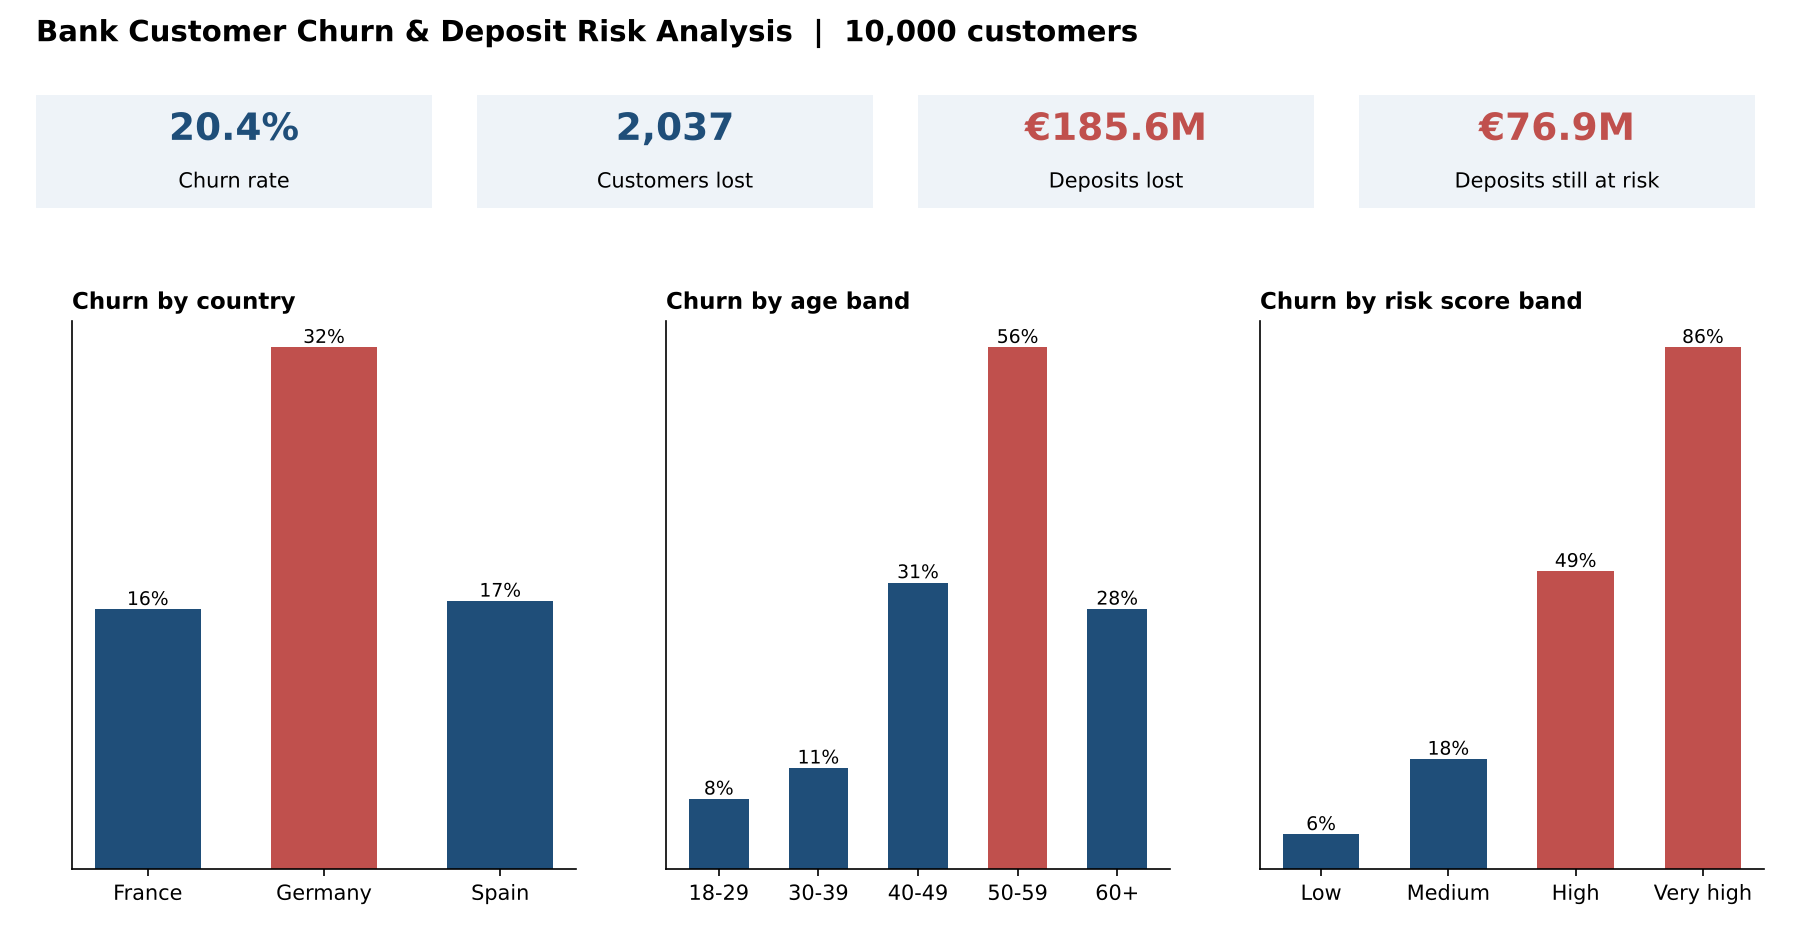 Bank Customer Churn & Deposit Risk Analysis | 10,000 customers
20.4%
Churn rate
2,037
Customers lost
€185.6M
Deposits lost
€76.9M
Deposits still at risk
Churn by country
16%
32%
17%
France Germany Spain
Churn by age band
8%
11%
31%
56%
28%
18-29 30-39 40-49 50-59 60+
Churn by risk score band
6%
18%
49%
86%
Low Medium High Very high